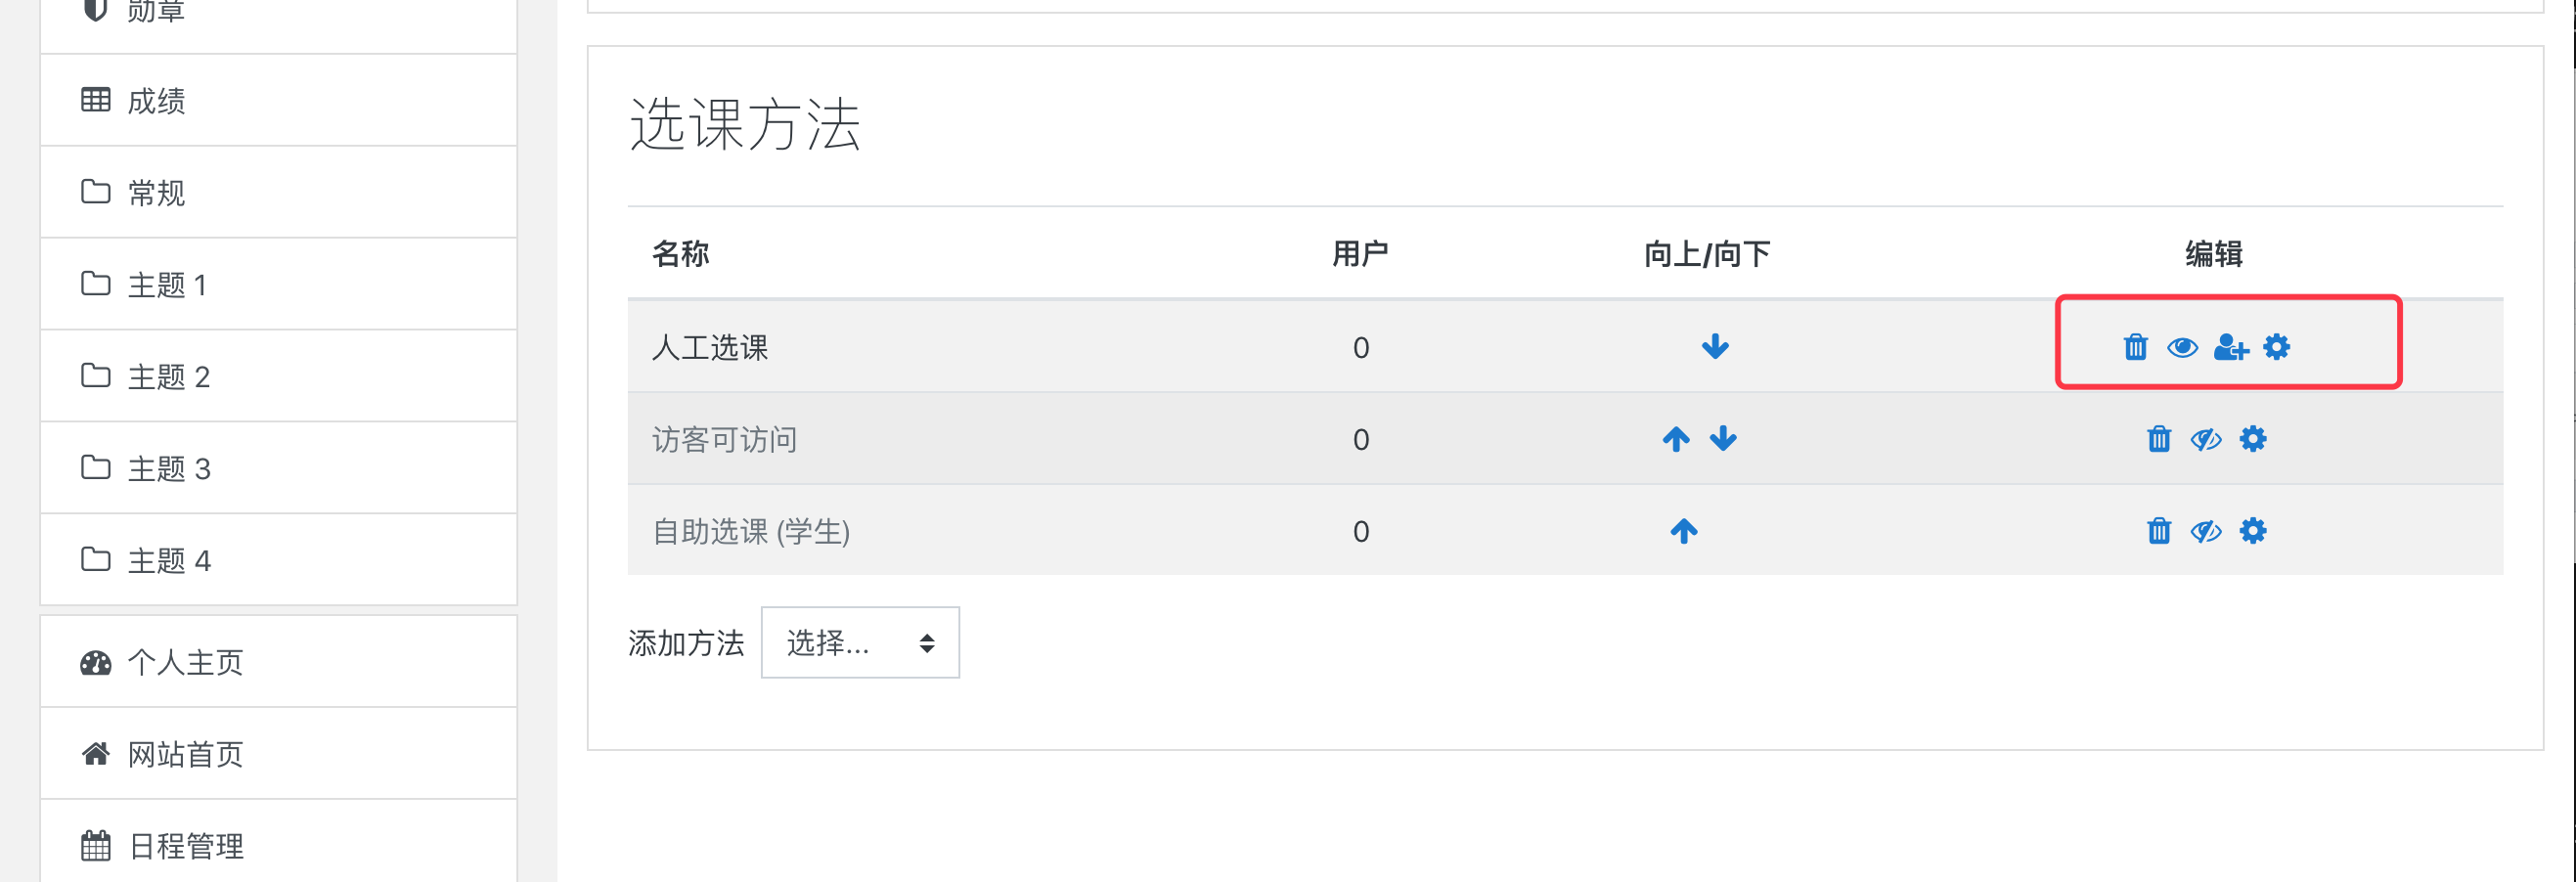 勋章
成绩
常规
主题 1
主题 2
主题 3
主题 4
个人主页
网站首页
日程管理
选课方法
名称 用户 向上/向下 编辑
人工选课 0
访客可访问 0
自助选课 (学生) 0
添加方法 选择...